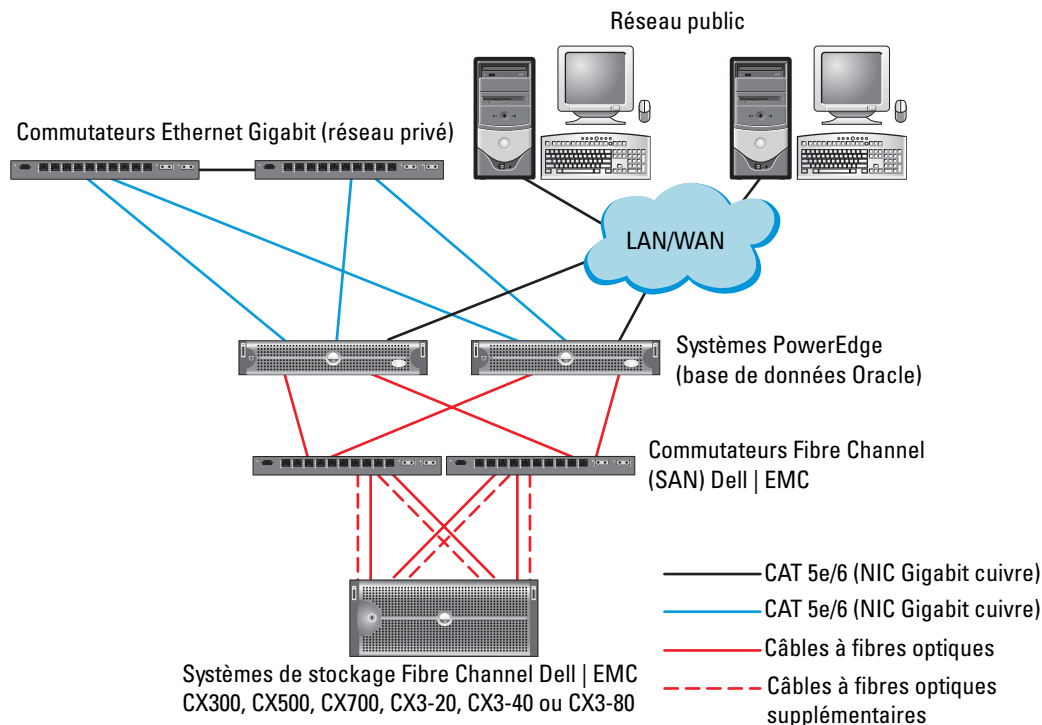 Réseau public
Commutateurs Ethernet Gigabit (réseau privé)
LAN/WAN
Systèmes PowerEdge
(base de données Oracle)
Commutateurs Fibre Channel
(SAN) Dell | EMC
CAT 5e/6 (NIC Gigabit cuivre)
CAT 5e/6 (NIC Gigabit cuivre)
Câbles à fibres optiques
Câbles à fibres optiques
supplémentaires
Systèmes de stockage Fibre Channel Dell | EMC
CX300, CX500, CX700, CX3-20, CX3-40 ou CX3-80